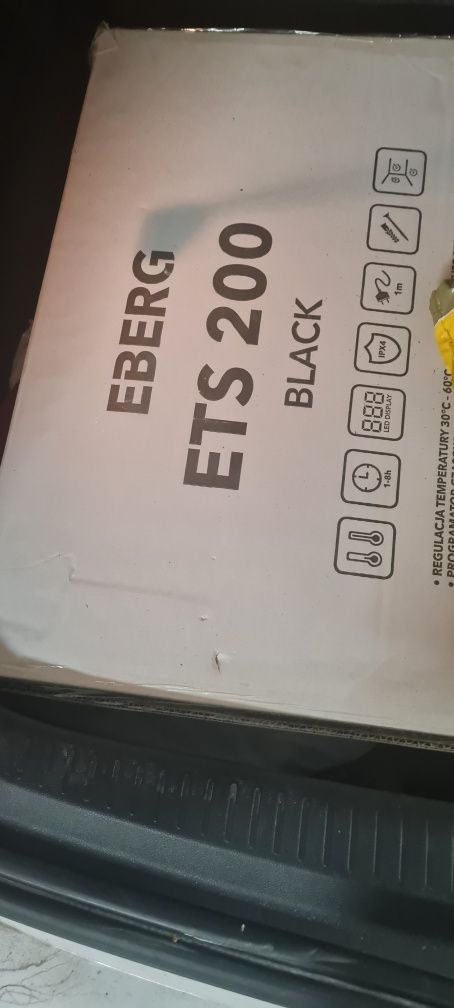 EBERG
ETS 200
BLACK
1-8h
888
LED DISPLAY
IPX4
1m
• REGULACJA TEMPERATURY 30°C - 60°C
• PROGRAMATOR